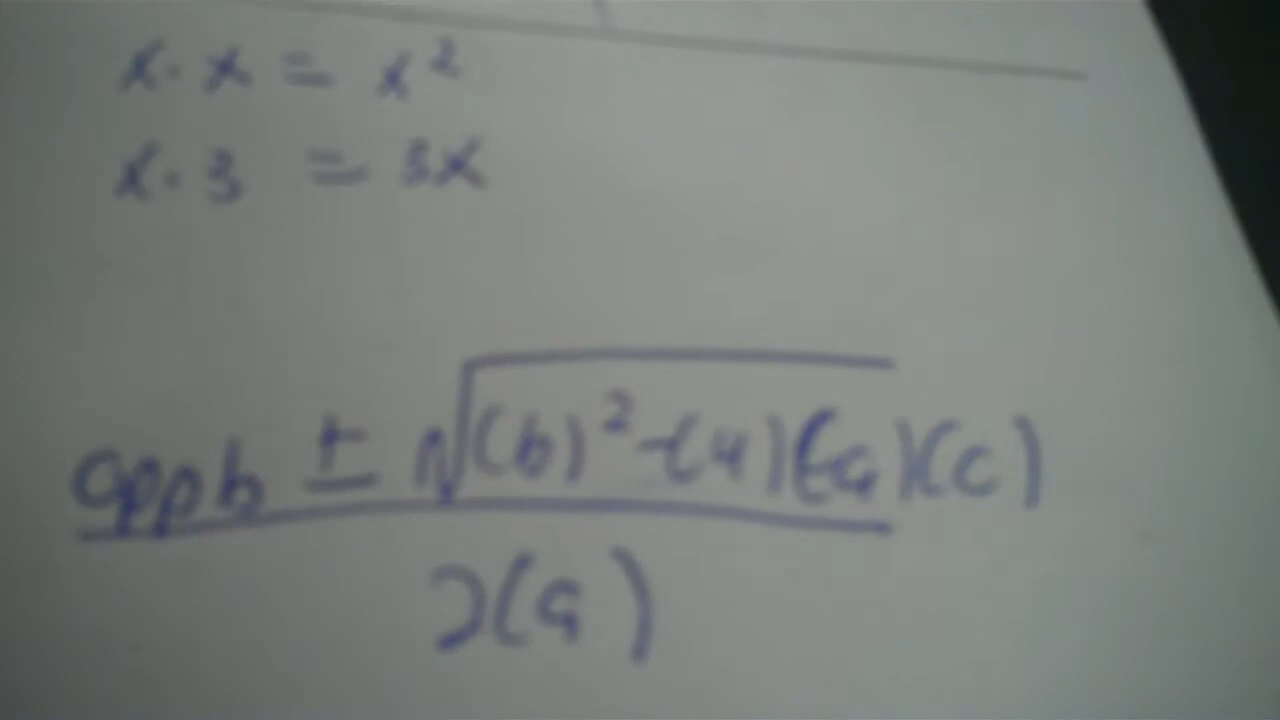 x · x = x²
x · 3 = 3x
opp b ± √(b)² -(4)(a)(c)
2(a)